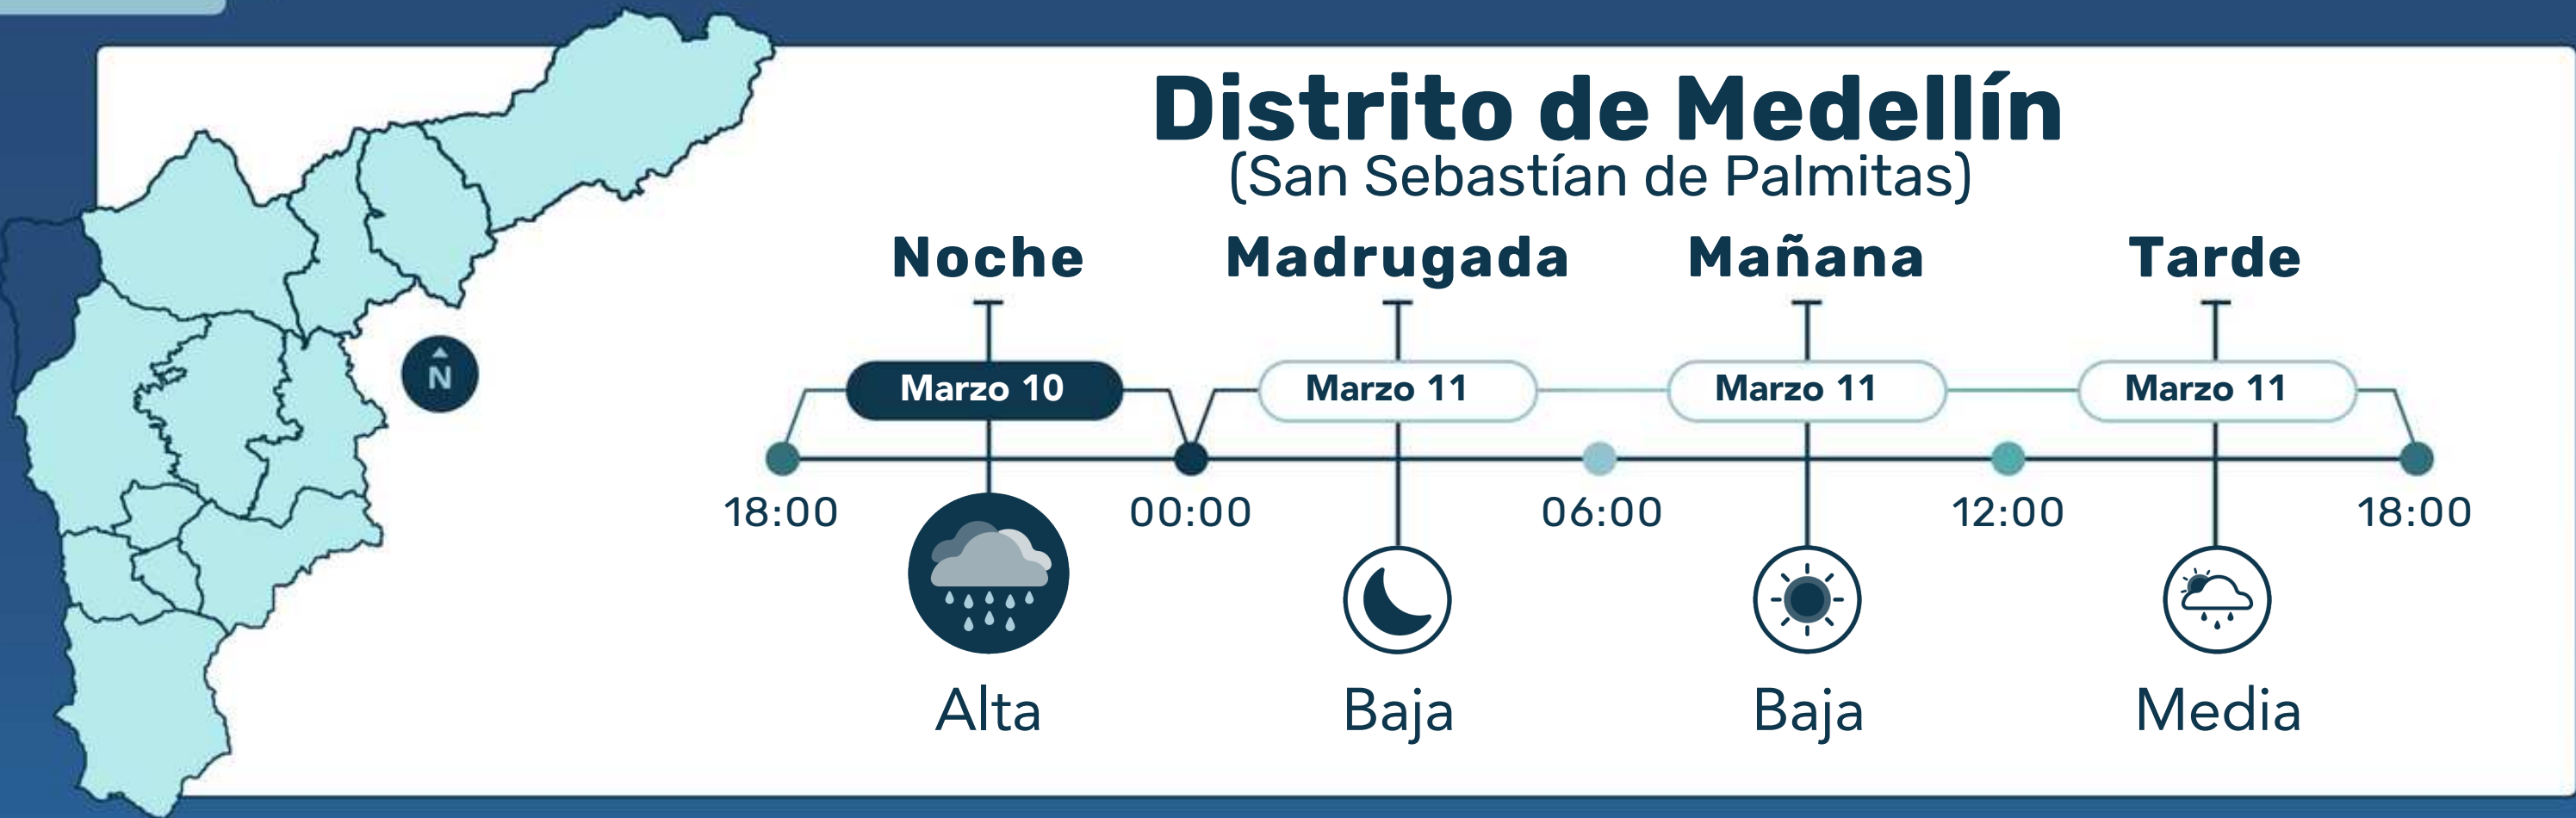 Distrito de Medellín
(San Sebastían de Palmitas)
Noche Madrugada Mañana Tarde
Marzo 10 Marzo 11 Marzo 11 Marzo 11
N
18:00 00:00 06:00 12:00 18:00
Alta Baja Baja Media